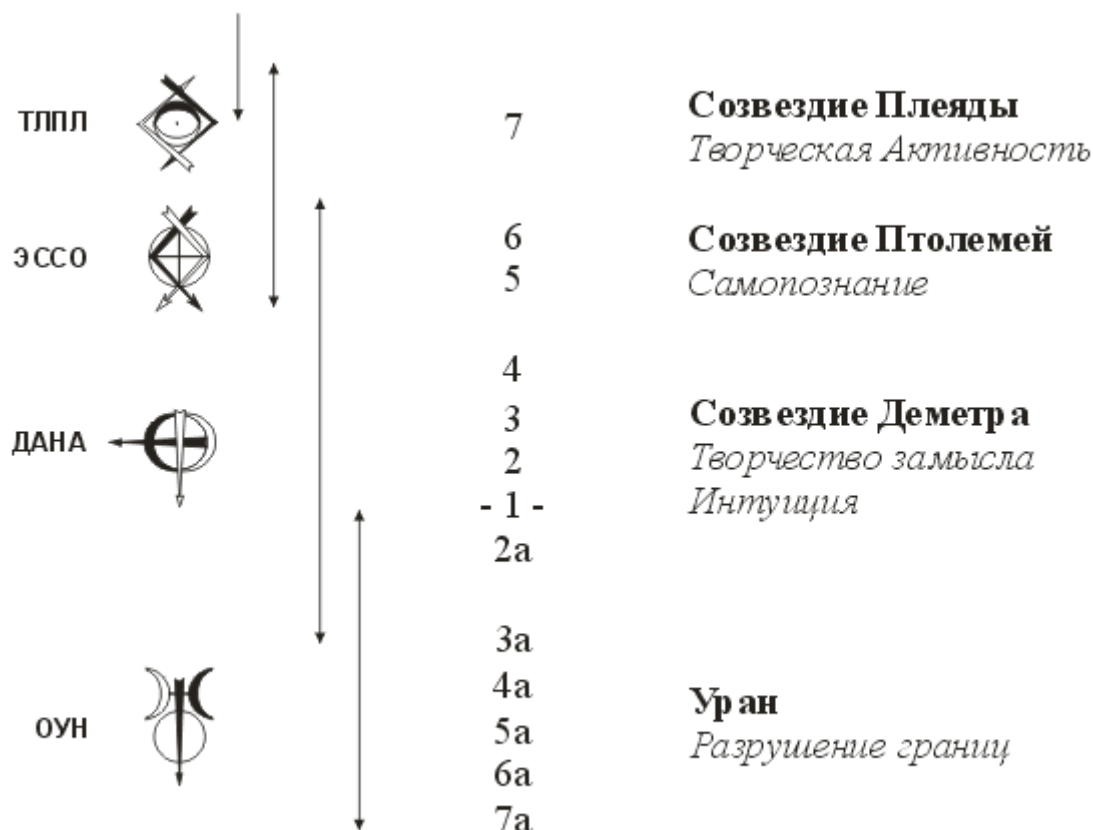 ТЛПЛ
7
Созвездие Плеяды
Творческая Активность
ЭССО
6
5
Созвездие Птолемей
Самопознание
4
ДАНА
3
2
- 1 -
2а
Созвездие Деметра
Творчество замысла
Интуиция
3а
4а
ОУН
5а
6а
7а
Уран
Разрушение границ